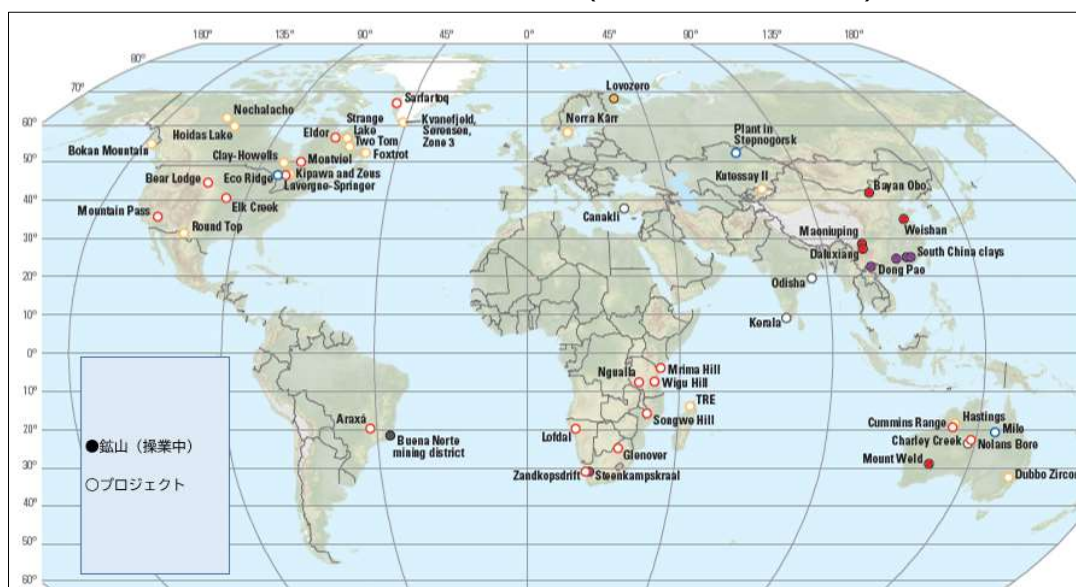 180°
90°
45°
0°
45°
90°
135°
180°
80°
70°
60°
50°
40°
30°
20°
10°
0°
10°
20°
30°
40°
50°
60°
Sarfartoq
Lovozero
Nechalacho
Hoidas Lake
Strange
Lake
Eldor
Two Tom
Foxtrot
Kvanefjeld,
Sørensen,
Zone 3
Norra Kärr
Plant in
Stepnogorsk
Bokan Mountain
Clay-Howells
Montviel
Kutessay II
Bear Lodge
Eco Ridge
Kipawa and Zeus
Lavergne-Springer
Bayan Obo
Mountain Pass
Elk Creek
Canakli
Weishan
Round Top
Maoniuping
Daluxiang
South China clays
Dong Pao
Odisha
Kerala
Ngualla
Mrima Hill
Wigu Hill
TRE
Songwe Hill
Araxá
Buena Norte
mining district
Lofdal
Glenover
Zandkopsdrift
Steenkampskraal
Cummins Range
Hastings
Milo
Charley Creek
Nolans Bore
Mount Weld
Dubbo Zircon
●鉱山（操業中）
○プロジェクト